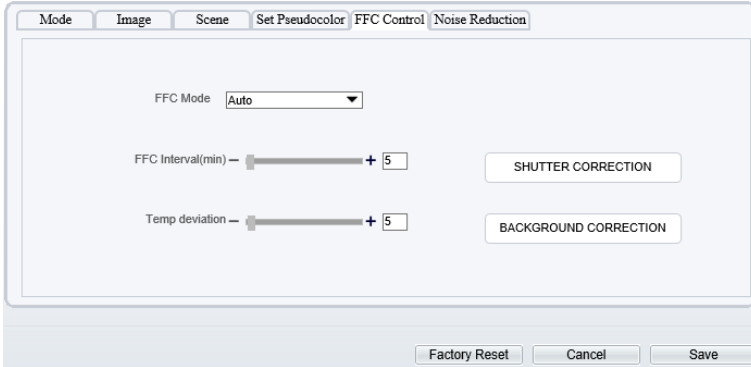 Mode Image Scene Set Pseudocolor FFC Control Noise Reduction
FFC Mode Auto
FFC Interval(min) − + 5 SHUTTER CORRECTION
Temp deviation − + 5 BACKGROUND CORRECTION
Factory Reset Cancel Save